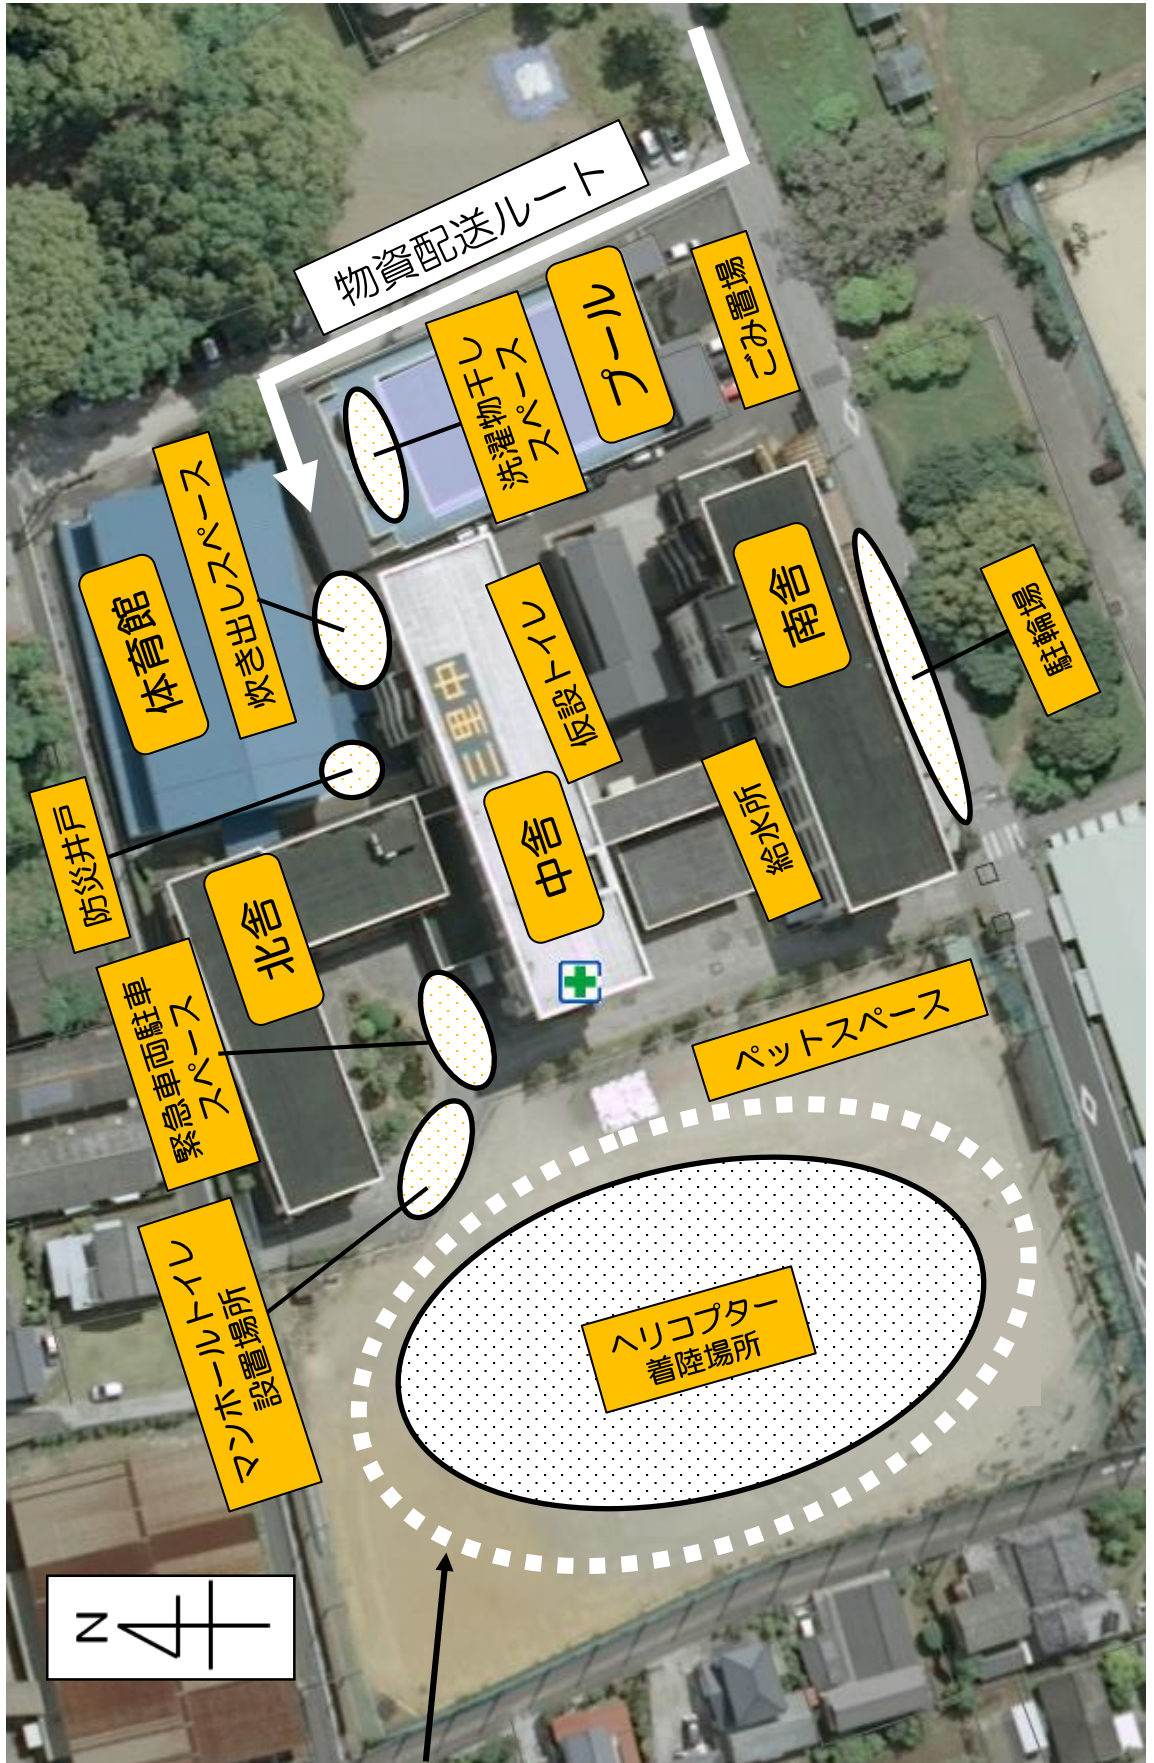 N
マンホールトイレ
設置場所
緊急車両駐車
スペース
防災井戸
北舎
体育館
炊き出しスペース
物資配送ルート
洗濯物干し
スペース
プール
ごみ置場
三里中
仮設トイレ
中舎
給水所
南舎
駐輪場
ペットスペース
ヘリコプター
着陸場所